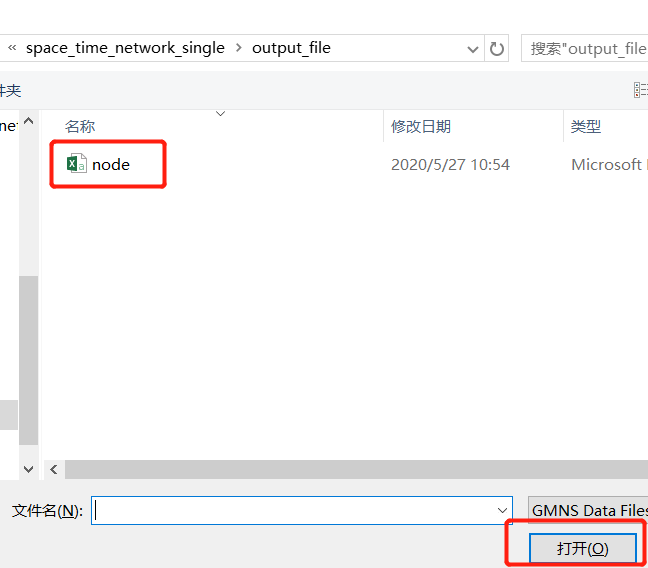 « space_time_network_single › output_file
搜索"output_file
件夹
net
名称 修改日期 类型
node 2020/5/27 10:54 Microsoft
文件名(N): GMNS Data Files
打开(O)